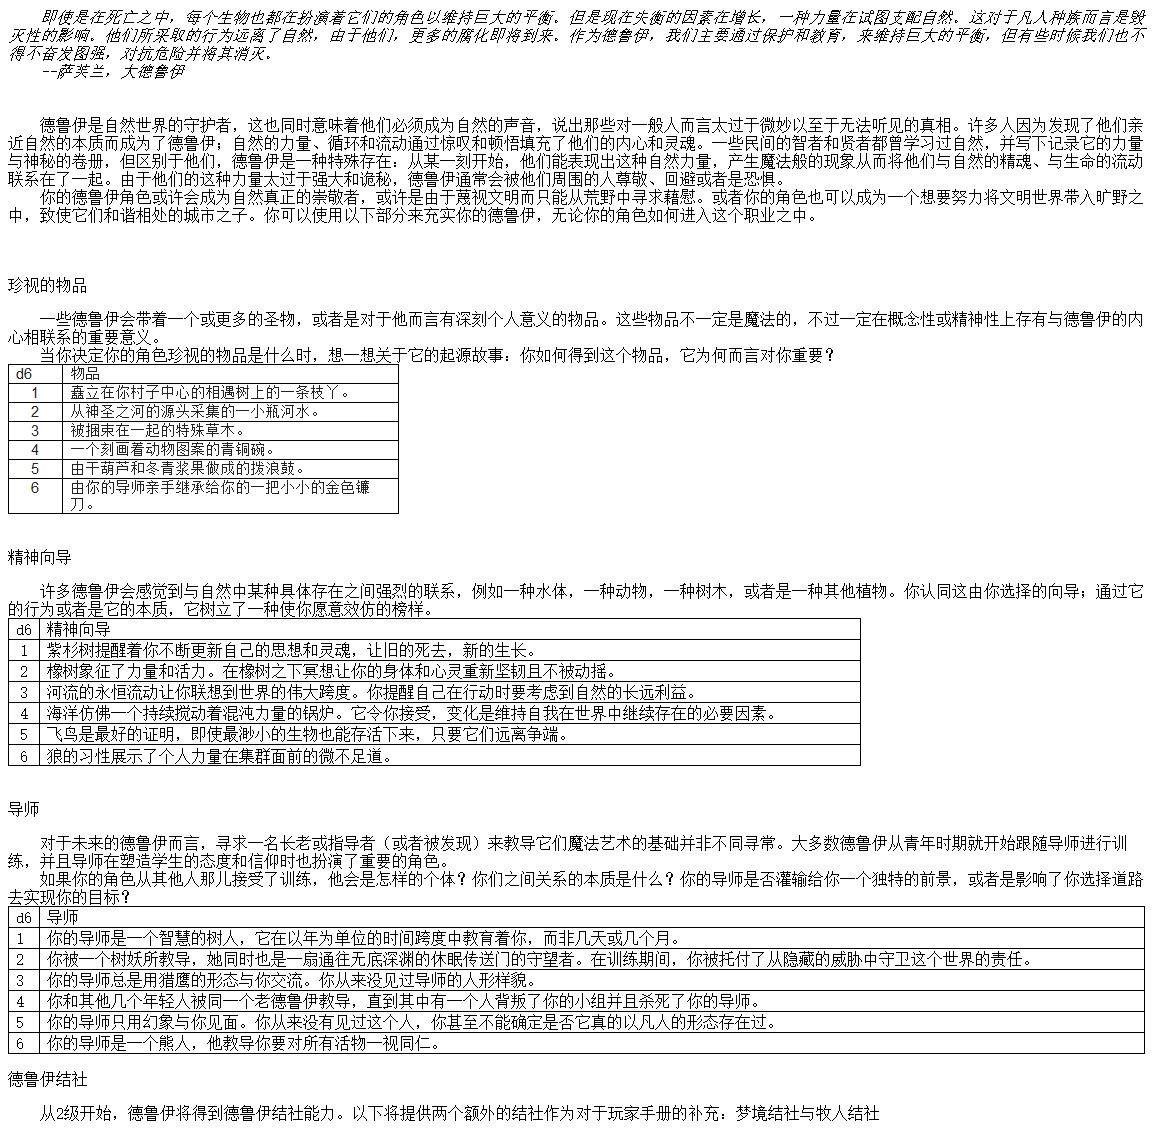 即使是在死亡之中，每个生物也都在扮演着它们的角色以维持巨大的平衡。但是现在失衡的因素在增长，一种力量在试图支配自然。这对于凡人种族而言是毁
灭性的影响。他们所采取的行为远离了自然，由于他们，更多的腐化即将到来。作为德鲁伊，我们主要通过保护和教育，来维持巨大的平衡，但有些时候我们也不
得不奋发图强，对抗危险并将其消灭。
--萨芙兰，大德鲁伊
德鲁伊是自然世界的守护者，这也同时意味着他们必须成为自然的声音，说出那些对一般人而言太过于微妙以至于无法听见的真相。许多人因为发现了他们亲
近自然的本质而成为了德鲁伊；自然的力量、循环和流动通过惊叹和顿悟填充了他们的内心和灵魂。一些民间的智者和贤者都曾学习过自然，并写下记录它的力量
与神秘的卷册，但区别于他们，德鲁伊是一种特殊存在：从某一刻开始，他们能表现出这种自然力量，产生魔法般的现象从而将他们与自然的精魂、与生命的流动
联系在了一起。由于他们的这种力量太过于强大和诡秘，德鲁伊通常会被他们周围的人尊敬、回避或者是恐惧。
你的德鲁伊角色或许会成为自然真正的崇敬者，或许是由于蔑视文明而只能从荒野中寻求藉慰。或者你的角色也可以成为一个想要努力将文明世界带入旷野之
中，致使它们和谐相处的城市之子。你可以使用以下部分来充实你的德鲁伊，无论你的角色如何进入这个职业之中。
珍视的物品
一些德鲁伊会带着一个或更多的圣物，或者是对于他而言有深刻个人意义的物品。这些物品不一定是魔法的，不过一定在概念性或精神性上存有与德鲁伊的内
心相联系的重要意义。
当你决定你的角色珍视的物品是什么时，想一想关于它的起源故事：你如何得到这个物品，它为何而言对你重要？
d6 物品
1 矗立在你村子中心的相遇树上的一条枝丫。
2 从神圣之河的源头采集的一小瓶河水。
3 被捆束在一起的特殊草木。
4 一个刻画着动物图案的青铜碗。
5 由干葫芦和冬青浆果做成的拨浪鼓。
6 由你的导师亲手继承给你的一把小小的金色镰
刀。
精神向导
许多德鲁伊会感觉到与自然中某种具体存在之间强烈的联系，例如一种水体，一种动物，一种树木，或者是一种其他植物。你认同这由你选择的向导；通过它
的行为或者是它的本质，它树立了一种使你愿意效仿的榜样。
d6 精神向导
1 紫杉树提醒着你不断更新自己的思想和灵魂，让旧的死去，新的生长。
2 橡树象征了力量和活力。在橡树之下冥想让你的身体和心灵重新坚韧且不被动摇。
3 河流的永恒流动让你联想到世界的伟大跨度。你提醒自己在行动时要考虑到自然的长远利益。
4 海洋仿佛一个持续搅动着混沌力量的锅炉。它令你接受，变化是维持自我在世界中继续存在的必要因素。
5 飞鸟是最好的证明，即使最渺小的生物也能存活下来，只要它们远离争端。
6 狼的习性展示了个人力量在集群面前的微不足道。
导师
对于未来的德鲁伊而言，寻求一名长老或指导者（或者被发现）来教导它们魔法艺术的基础并非不同寻常。大多数德鲁伊从青年时期就开始跟随导师进行训
练，并且导师在塑造学生的态度和信仰时也扮演了重要的角色。
如果你的角色从其他人那儿接受了训练，他会是怎样的个体？你们之间关系的本质是什么？你的导师是否灌输给你一个独特的前景，或者是影响了你选择道路
去实现你的目标？
d6 导师
1 你的导师是一个智慧的树人，它在以年为单位的时间跨度中教育着你，而非几天或几个月。
2 你被一个树妖所教导，她同时也是一扇通往无底深渊的休眠传送门的守望者。在训练期间，你被托付了从隐藏的威胁中守卫这个世界的责任。
3 你的导师总是用猎鹰的形态与你交流。你从来没见过导师的人形样貌。
4 你和其他几个年轻人被同一个老德鲁伊教导，直到其中有一个人背叛了你的小组并且杀死了你的导师。
5 你的导师只用幻象与你见面。你从来没有见过这个人，你甚至不能确定是否它真的以凡人的形态存在过。
6 你的导师是一个熊人，他教导你要对所有活物一视同仁。
德鲁伊结社
从2级开始，德鲁伊将得到德鲁伊结社能力。以下将提供两个额外的结社作为对于玩家手册的补充：梦境结社与牧人结社